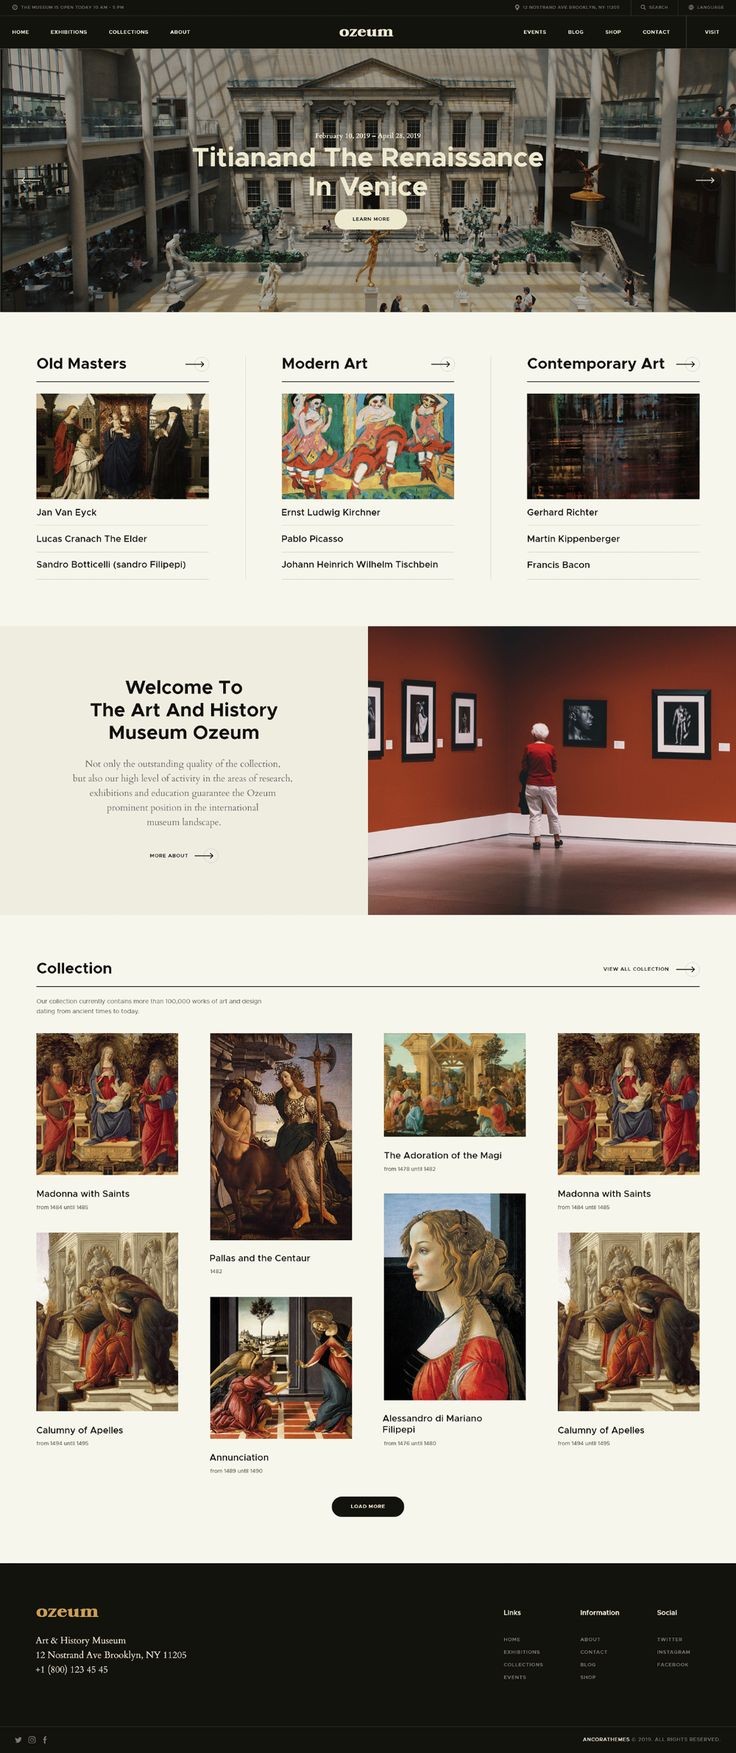 THE MUSEUM IS OPEN TODAY 10 AM - 5 PM
12 NOSTRAND AVE BROOKLYN, NY 11205
SEARCH
LANGUAGE
HOME EXHIBITIONS COLLECTIONS ABOUT
ozeum
EVENTS BLOG SHOP CONTACT VISIT
February 10, 2019 – April 28, 2019
Titianand The Renaissance
In Venice
LEARN MORE
Old Masters
Jan Van Eyck
Lucas Cranach The Elder
Sandro Botticelli (sandro Filipepi)
Modern Art
Ernst Ludwig Kirchner
Pablo Picasso
Johann Heinrich Wilhelm Tischbein
Contemporary Art
Gerhard Richter
Martin Kippenberger
Francis Bacon
Welcome To
The Art And History
Museum Ozeum
Not only the outstanding quality of the collection,
but also our high level of activity in the areas of research,
exhibitions and education guarantee the Ozeum
prominent position in the international
museum landscape.
MORE ABOUT
Collection
VIEW ALL COLLECTION
Our collection currently contains more than 100,000 works of art and design
dating from ancient times to today.
Madonna with Saints
from 1484 until 1485
Calumny of Apelles
from 1494 until 1495
Pallas and the Centaur
1482
Annunciation
from 1489 until 1490
The Adoration of the Magi
from 1478 until 1482
Alessandro di Mariano
Filipepi
from 1476 until 1480
Madonna with Saints
from 1484 until 1485
Calumny of Apelles
from 1494 until 1495
LOAD MORE
ozeum
Art & History Museum
12 Nostrand Ave Brooklyn, NY 11205
+1 (800) 123 45 45
Links
HOME
EXHIBITIONS
COLLECTIONS
EVENTS
Information
ABOUT
CONTACT
BLOG
SHOP
Social
TWITTER
INSTAGRAM
FACEBOOK
ANCORATHEMES © 2019. ALL RIGHTS RESERVED.